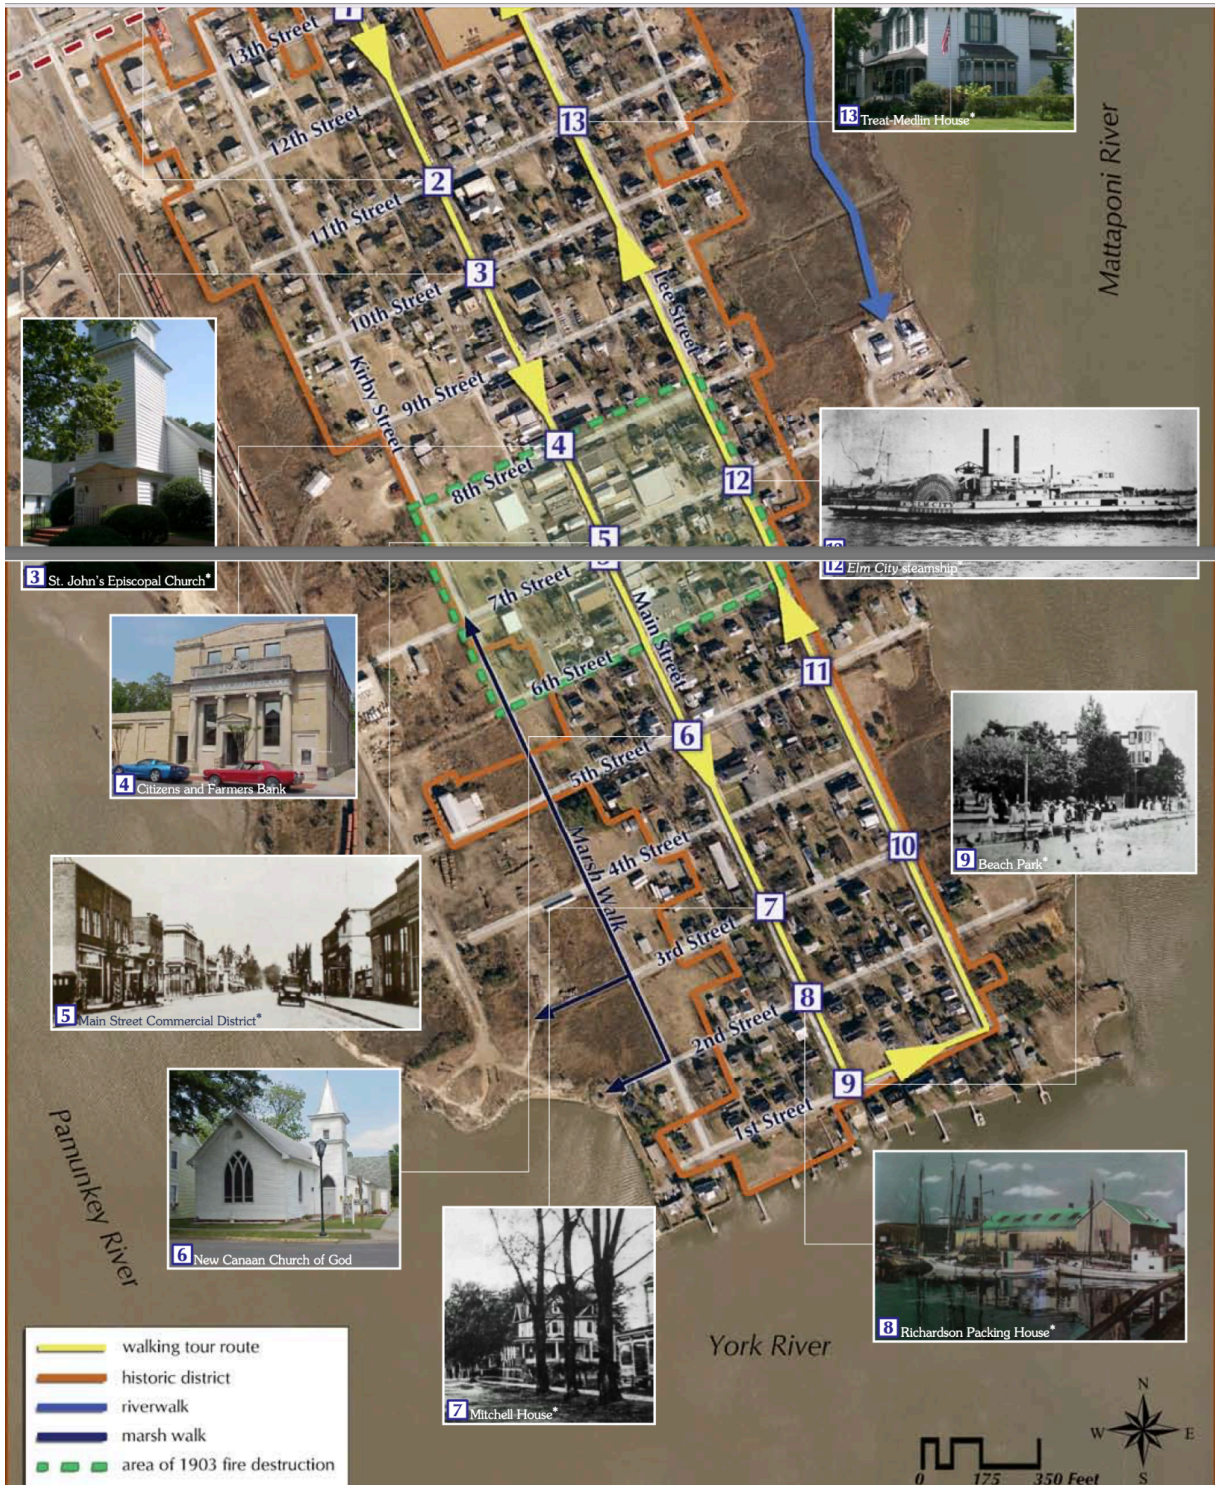 1
13th Street
12th Street
13
13 Treat-Medlin House*
Mattaponi River
2
11th Street
3
10th Street
Lee Street
Kirby Street
9th Street
4
8th Street
12
5
3 St. John's Episcopal Church*
12 Elm City steamship*
7th Street
Main Street
6th Street
11
6
5th Street
4 Citizens and Farmers Bank
Marsh Walk
4th Street
10
9 Beach Park*
7
3rd Street
5 Main Street Commercial District*
8
2nd Street
9
1st Street
Pamunkey River
6 New Canaan Church of God
8 Richardson Packing House*
7 Mitchell House*
York River
walking tour route
historic district
riverwalk
marsh walk
area of 1903 fire destruction
N
W E
S
0 175 350 Feet